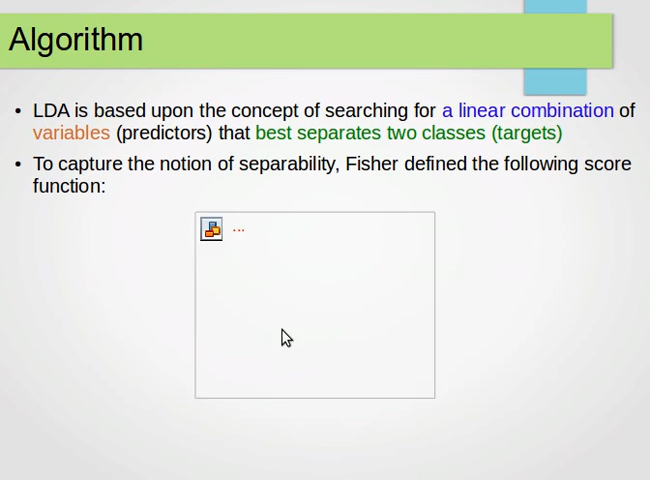 Algorithm
• LDA is based upon the concept of searching for a linear combination of
variables (predictors) that best separates two classes (targets)
• To capture the notion of separability, Fisher defined the following score
function:
...